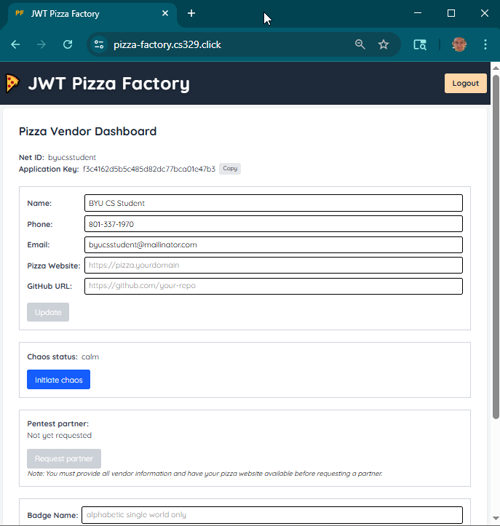 JWT Pizza Factory
pizza-factory.cs329.click
JWT Pizza Factory
Logout
Pizza Vendor Dashboard
Net ID: byucsstudent
Application Key: f3c4162d5b5c485d82dc77bca01e47b3 Copy
Name: BYU CS Student
Phone: 801-337-1970
Email: byucsstudent@mailinator.com
Pizza Website: https://pizza.yourdomain
GitHub URL: https://github.com/your-repo
Update
Chaos status: calm
Initiate chaos
Pentest partner:
Not yet requested
Request partner
Note: You must provide all vendor information and have your pizza website available before requesting a partner.
Badge Name: alphabetic single world only